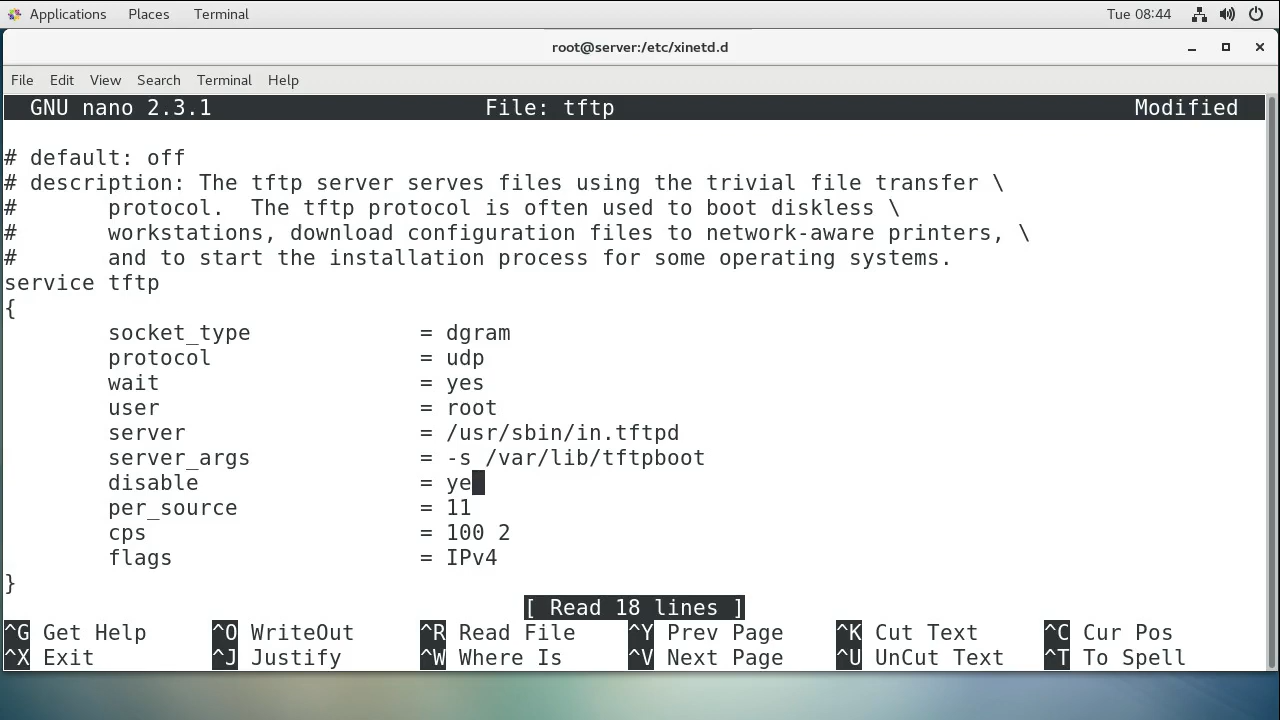 Applications Places Terminal Tue 08:44
root@server:/etc/xinetd.d
File Edit View Search Terminal Help
GNU nano 2.3.1 File: tftp Modified
# default: off
# description: The tftp server serves files using the trivial file transfer \
# protocol. The tftp protocol is often used to boot diskless \
# workstations, download configuration files to network-aware printers, \
# and to start the installation process for some operating systems.
service tftp
{
socket_type = dgram
protocol = udp
wait = yes
user = root
server = /usr/sbin/in.tftpd
server_args = -s /var/lib/tftpboot
disable = ye
per_source = 11
cps = 100 2
flags = IPv4
}
[ Read 18 lines ]
^G Get Help ^O WriteOut ^R Read File ^Y Prev Page ^K Cut Text ^C Cur Pos
^X Exit ^J Justify ^W Where Is ^V Next Page ^U UnCut Text ^T To Spell